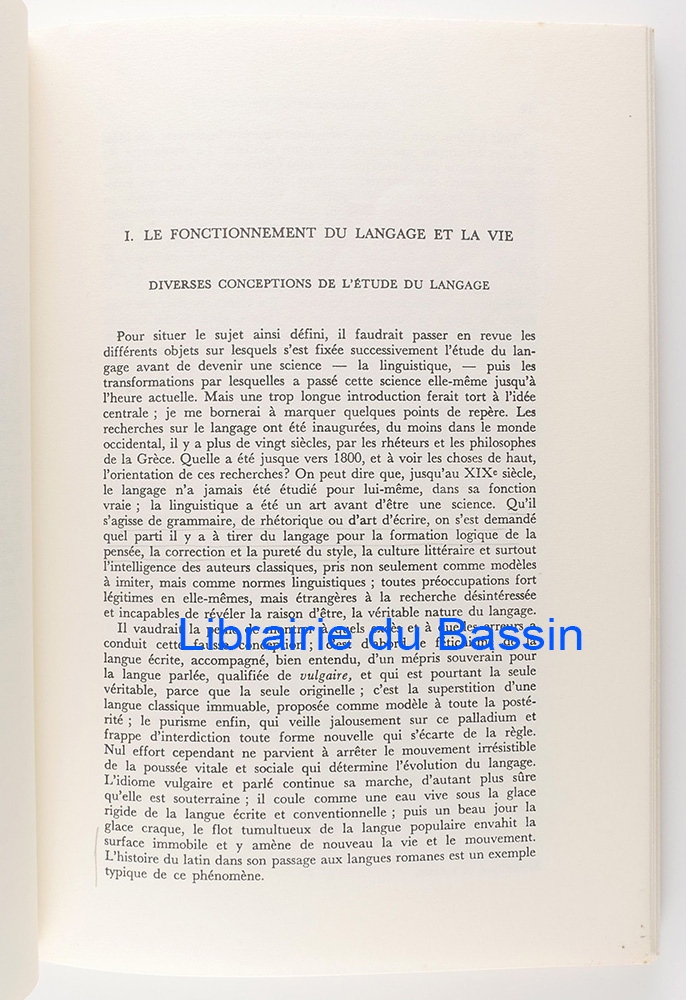 I. LE FONCTIONNEMENT DU LANGAGE ET LA VIE
DIVERSES CONCEPTIONS DE L'ÉTUDE DU LANGAGE
Pour situer le sujet ainsi défini, il faudrait passer en revue les
différents objets sur lesquels s'est fixée successivement l'étude du lan-
gage avant de devenir une science — la linguistique, — puis les
transformations par lesquelles a passé cette science elle-même jusqu'à
l'heure actuelle. Mais une trop longue introduction ferait tort à l'idée
centrale ; je me bornerai à marquer quelques points de repère. Les
recherches sur le langage ont été inaugurées, du moins dans le monde
occidental, il y a plus de vingt siècles, par les rhéteurs et les philosophes
de la Grèce. Quelle a été jusque vers 1800, et à voir les choses de haut,
l'orientation de ces recherches? On peut dire que, jusqu'au XIXe siècle,
le langage n'a jamais été étudié pour lui-même, dans sa fonction
vraie ; la linguistique a été un art avant d'être une science. Qu'il
s'agisse de grammaire, de rhétorique ou d'art d'écrire, on s'est demandé
quel parti il y a à tirer du langage pour la formation logique de la
pensée, la correction et la pureté du style, la culture littéraire et surtout
l'intelligence des auteurs classiques, pris non seulement comme modèles
à imiter, mais comme normes linguistiques ; toutes préoccupations fort
légitimes en elles-mêmes, mais étrangères à la recherche désintéressée
et incapables de révéler la raison d'être, la véritable nature du langage.
Il vaudrait la peine de montrer à quels excès et à quelles erreurs a
Librairie du Bassin
conduit cette fausse conception ; c'est d'abord le fétichisme de la
langue écrite, accompagné, bien entendu, d'un mépris souverain pour
la langue parlée, qualifiée de vulgaire, et qui est pourtant la seule
véritable, parce que la seule originelle ; c'est la superstition d'une
langue classique immuable, proposée comme modèle à toute la posté-
rité ; le purisme enfin, qui veille jalousement sur ce palladium et
frappe d'interdiction toute forme nouvelle qui s'écarte de la règle.
Nul effort cependant ne parvient à arrêter le mouvement irrésistible
de la poussée vitale et sociale qui détermine l'évolution du langage.
L'idiome vulgaire et parlé continue sa marche, d'autant plus sûre
qu'elle est souterraine ; il coule comme une eau vive sous la glace
rigide de la langue écrite et conventionnelle ; puis un beau jour la
glace craque, le flot tumultueux de la langue populaire envahit la
surface immobile et y amène de nouveau la vie et le mouvement.
L'histoire du latin dans son passage aux langues romanes est un exemple
typique de ce phénomène.